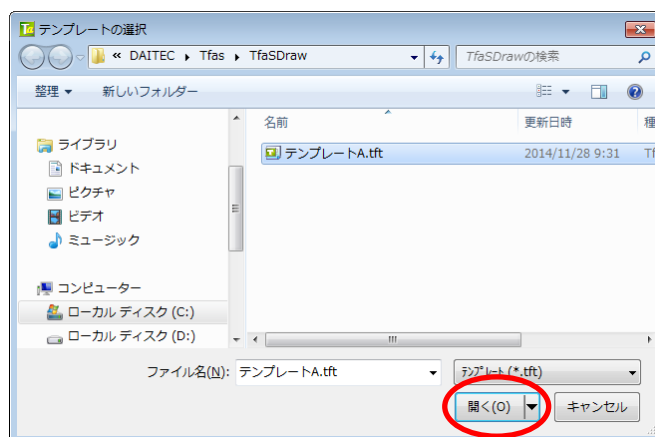 テンプレートの選択
« DAITEC ▸ Tfas ▸ TfaSDraw
TfaSDrawの検索
整理 ▼ 新しいフォルダー
名前 更新日時 種
ライブラリ
テンプレートA.tft 2014/11/28 9:31 Tf
ドキュメント
ピクチャ
ビデオ
ミュージック
コンピューター
ローカル ディスク (C:)
ローカル ディスク (D:)
ファイル名(N): テンプレートA.tft
ﾃﾝﾌﾟﾚｰﾄ (*.tft)
開く(O) キャンセル